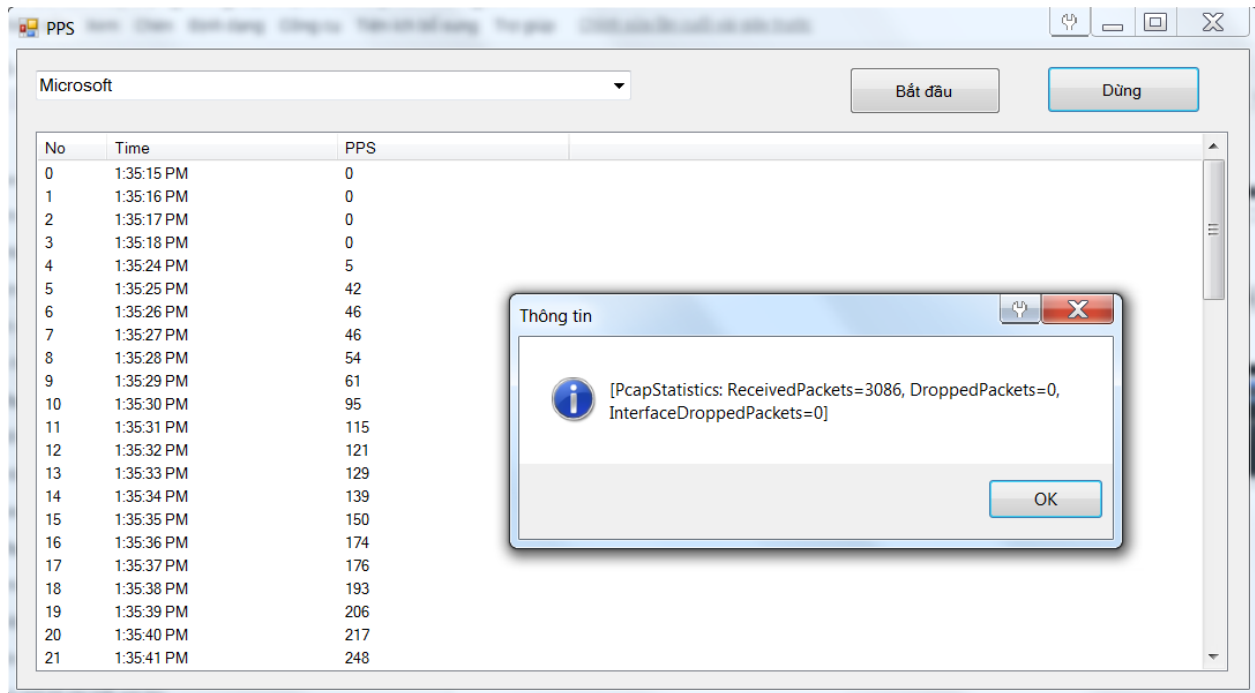 PPS
Microsoft
Bắt đầu
Dừng
No Time PPS
0 1:35:15 PM 0
1 1:35:16 PM 0
2 1:35:17 PM 0
3 1:35:18 PM 0
4 1:35:24 PM 5
5 1:35:25 PM 42
6 1:35:26 PM 46
7 1:35:27 PM 46
8 1:35:28 PM 54
9 1:35:29 PM 61
10 1:35:30 PM 95
11 1:35:31 PM 115
12 1:35:32 PM 121
13 1:35:33 PM 129
14 1:35:34 PM 139
15 1:35:35 PM 150
16 1:35:36 PM 174
17 1:35:37 PM 176
18 1:35:38 PM 193
19 1:35:39 PM 206
20 1:35:40 PM 217
21 1:35:41 PM 248
Thông tin
[PcapStatistics: ReceivedPackets=3086, DroppedPackets=0,
InterfaceDroppedPackets=0]
OK